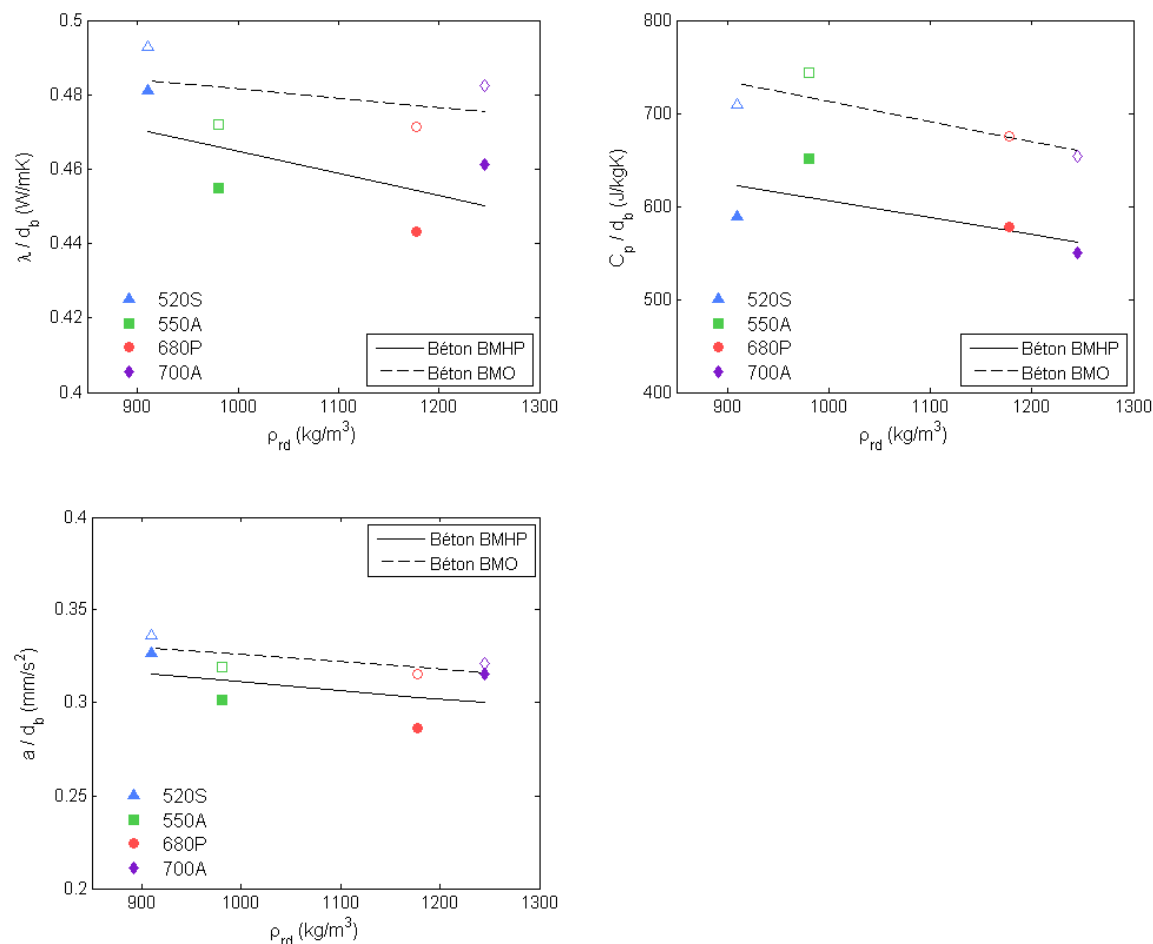 0.5
0.48
0.46
0.44
0.42
0.4
λ / d_b (W/mK)
520S
550A
680P
700A
Béton BMHP
Béton BMO
900 1000 1100 1200 1300
ρ_rd (kg/m³)
800
700
600
500
400
C_p / d_b (J/kgK)
520S
550A
680P
700A
Béton BMHP
Béton BMO
900 1000 1100 1200 1300
ρ_rd (kg/m³)
0.4
0.35
0.3
0.25
0.2
a / d_b (mm/s²)
Béton BMHP
Béton BMO
520S
550A
680P
700A
900 1000 1100 1200 1300
ρ_rd (kg/m³)